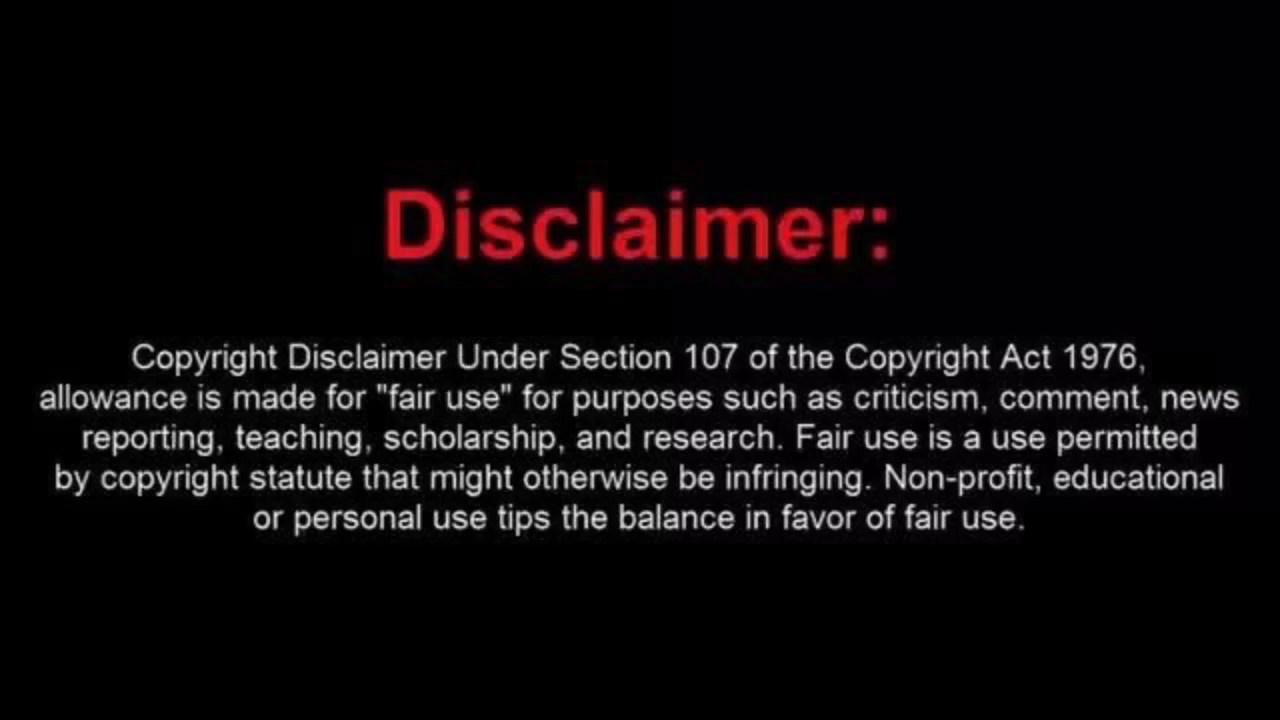 Disclaimer:
Copyright Disclaimer Under Section 107 of the Copyright Act 1976,
allowance is made for "fair use" for purposes such as criticism, comment, news
reporting, teaching, scholarship, and research. Fair use is a use permitted
by copyright statute that might otherwise be infringing. Non-profit, educational
or personal use tips the balance in favor of fair use.